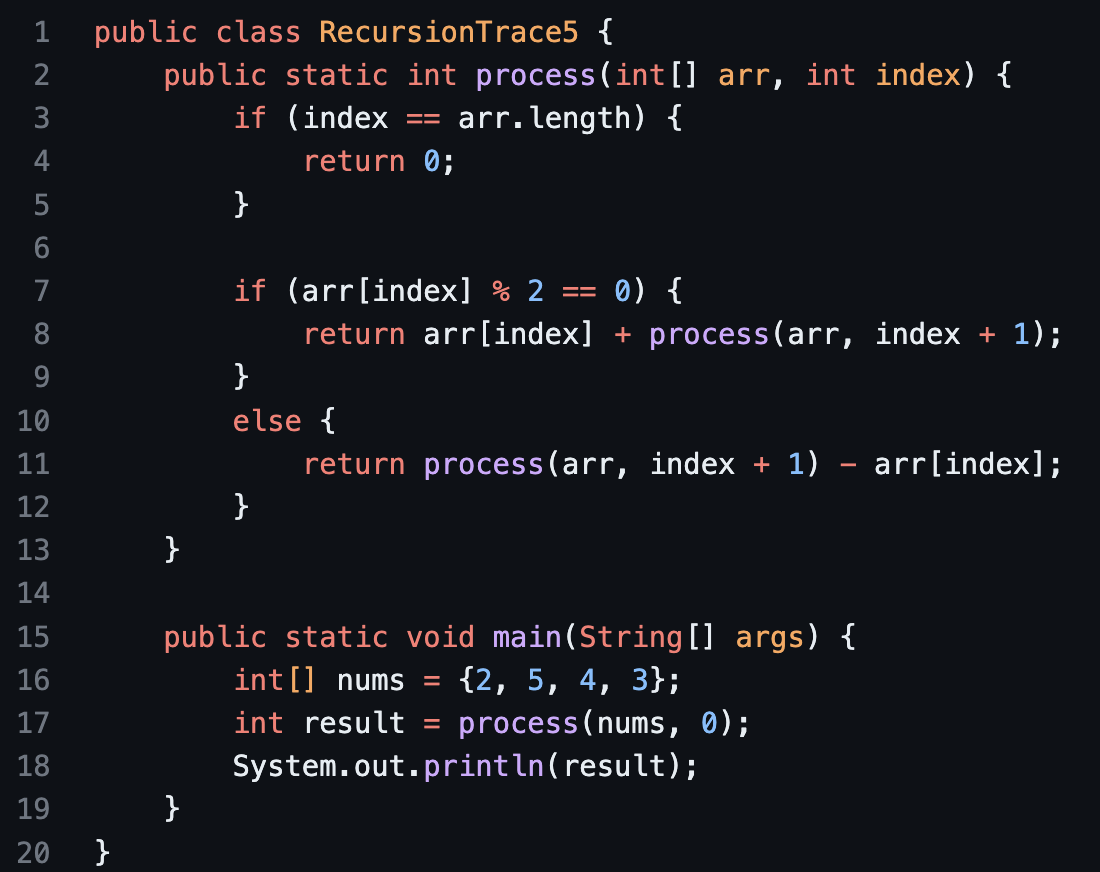 1 public class RecursionTrace5 {
2     public static int process(int[] arr, int index) {
3         if (index == arr.length) {
4             return 0;
5         }
6
7         if (arr[index] % 2 == 0) {
8             return arr[index] + process(arr, index + 1);
9         }
10         else {
11             return process(arr, index + 1) - arr[index];
12         }
13     }
14
15     public static void main(String[] args) {
16         int[] nums = {2, 5, 4, 3};
17         int result = process(nums, 0);
18         System.out.println(result);
19     }
20 }